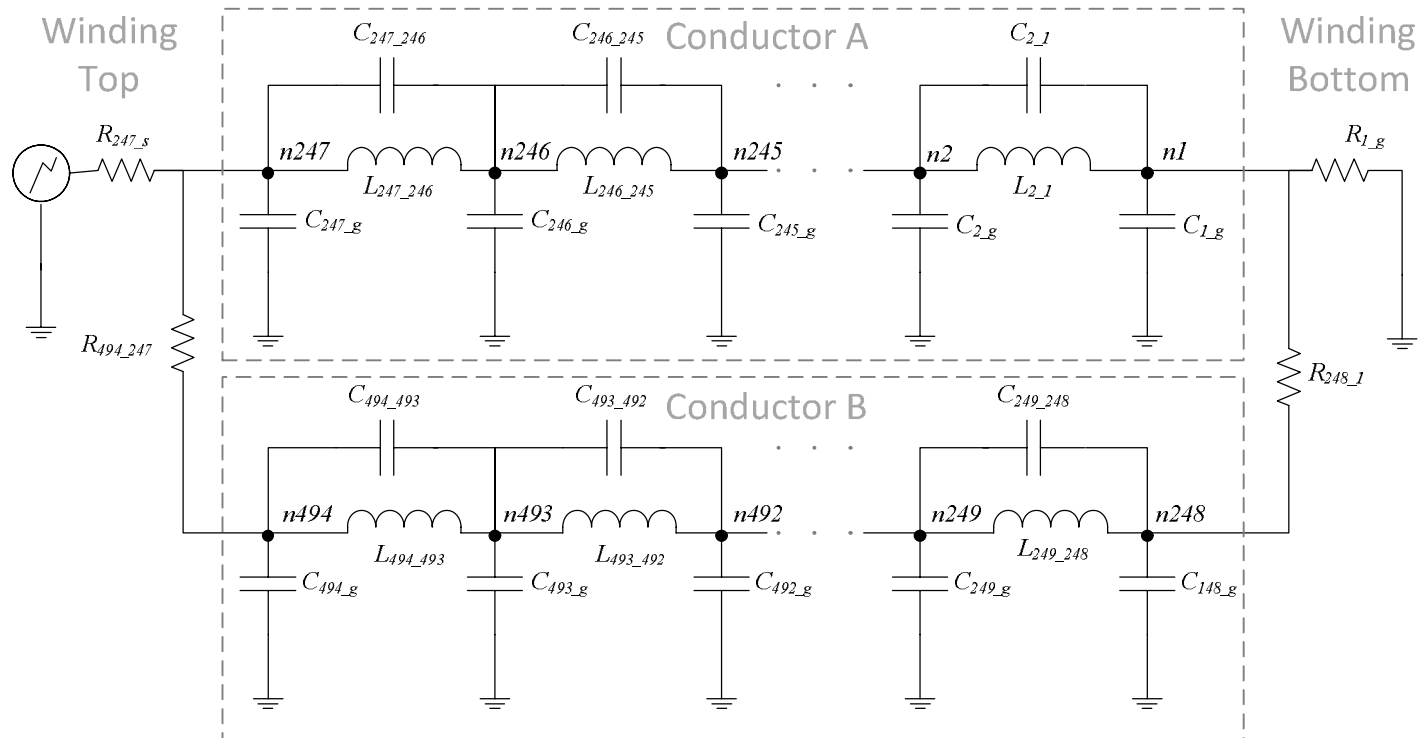 Winding
Top
Conductor A
Winding
Bottom
C247_246
C246_245
C2_1
R247_s
R1_g
n247
n246
n245
n2
n1
L247_246
L246_245
L2_1
C247_g
C246_g
C245_g
C2_g
C1_g
R494_247
R248_1
Conductor B
C494_493
C493_492
C249_248
n494
n493
n492
n249
n248
L494_493
L493_492
L249_248
C494_g
C493_g
C492_g
C249_g
C148_g